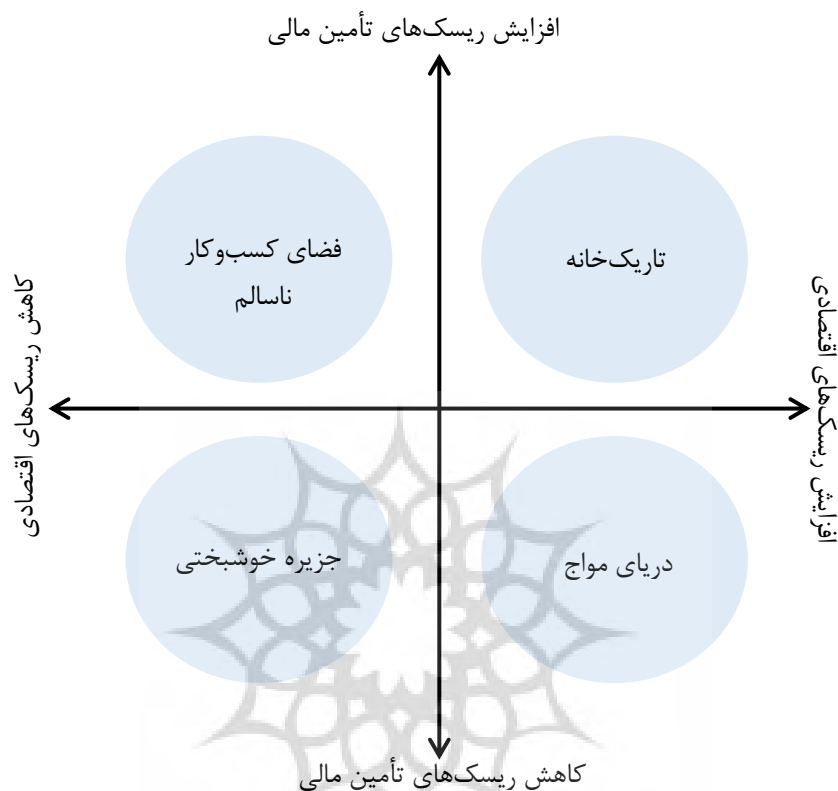 افزایش ریسک‌های تأمین مالی
تاریک‌خانه
فضای کسب‌وکار
ناسالم
افزایش ریسک‌های اقتصادی
کاهش ریسک‌های اقتصادی
دریای مواج
جزیره خوشبختی
کاهش ریسک‌های تأمین مالی